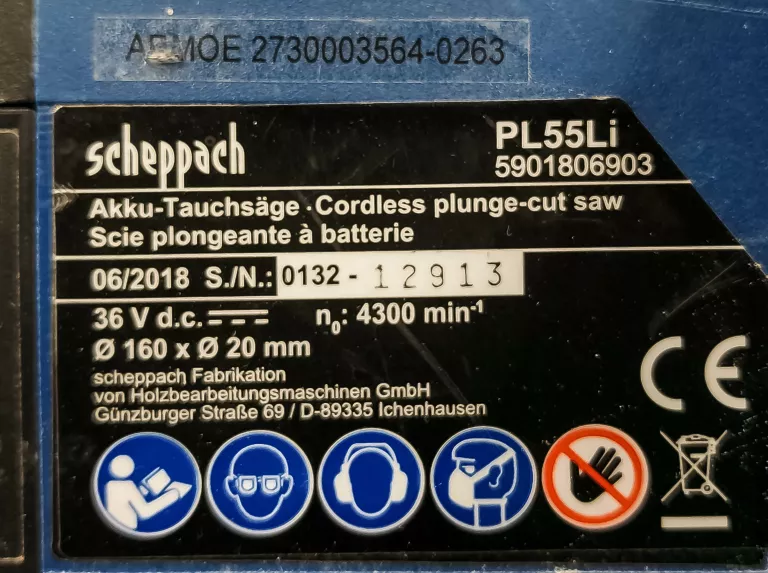 AEMOE 2730003564-0263
scheppach
PL55Li
5901806903
Akku-Tauchsäge · Cordless plunge-cut saw
Scie plongeante à batterie
06/2018 S./N.: 0132 - 12913
36 V d.c. n₀: 4300 min⁻¹
Ø 160 x Ø 20 mm
scheppach Fabrikation
von Holzbearbeitungsmaschinen GmbH
Günzburger Straße 69 / D-89335 Ichenhausen
CE